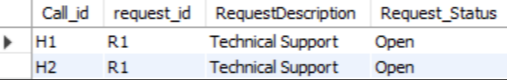 Call_id request_id RequestDescription Request_Status
H1 R1 Technical Support Open
H2 R1 Technical Support Open